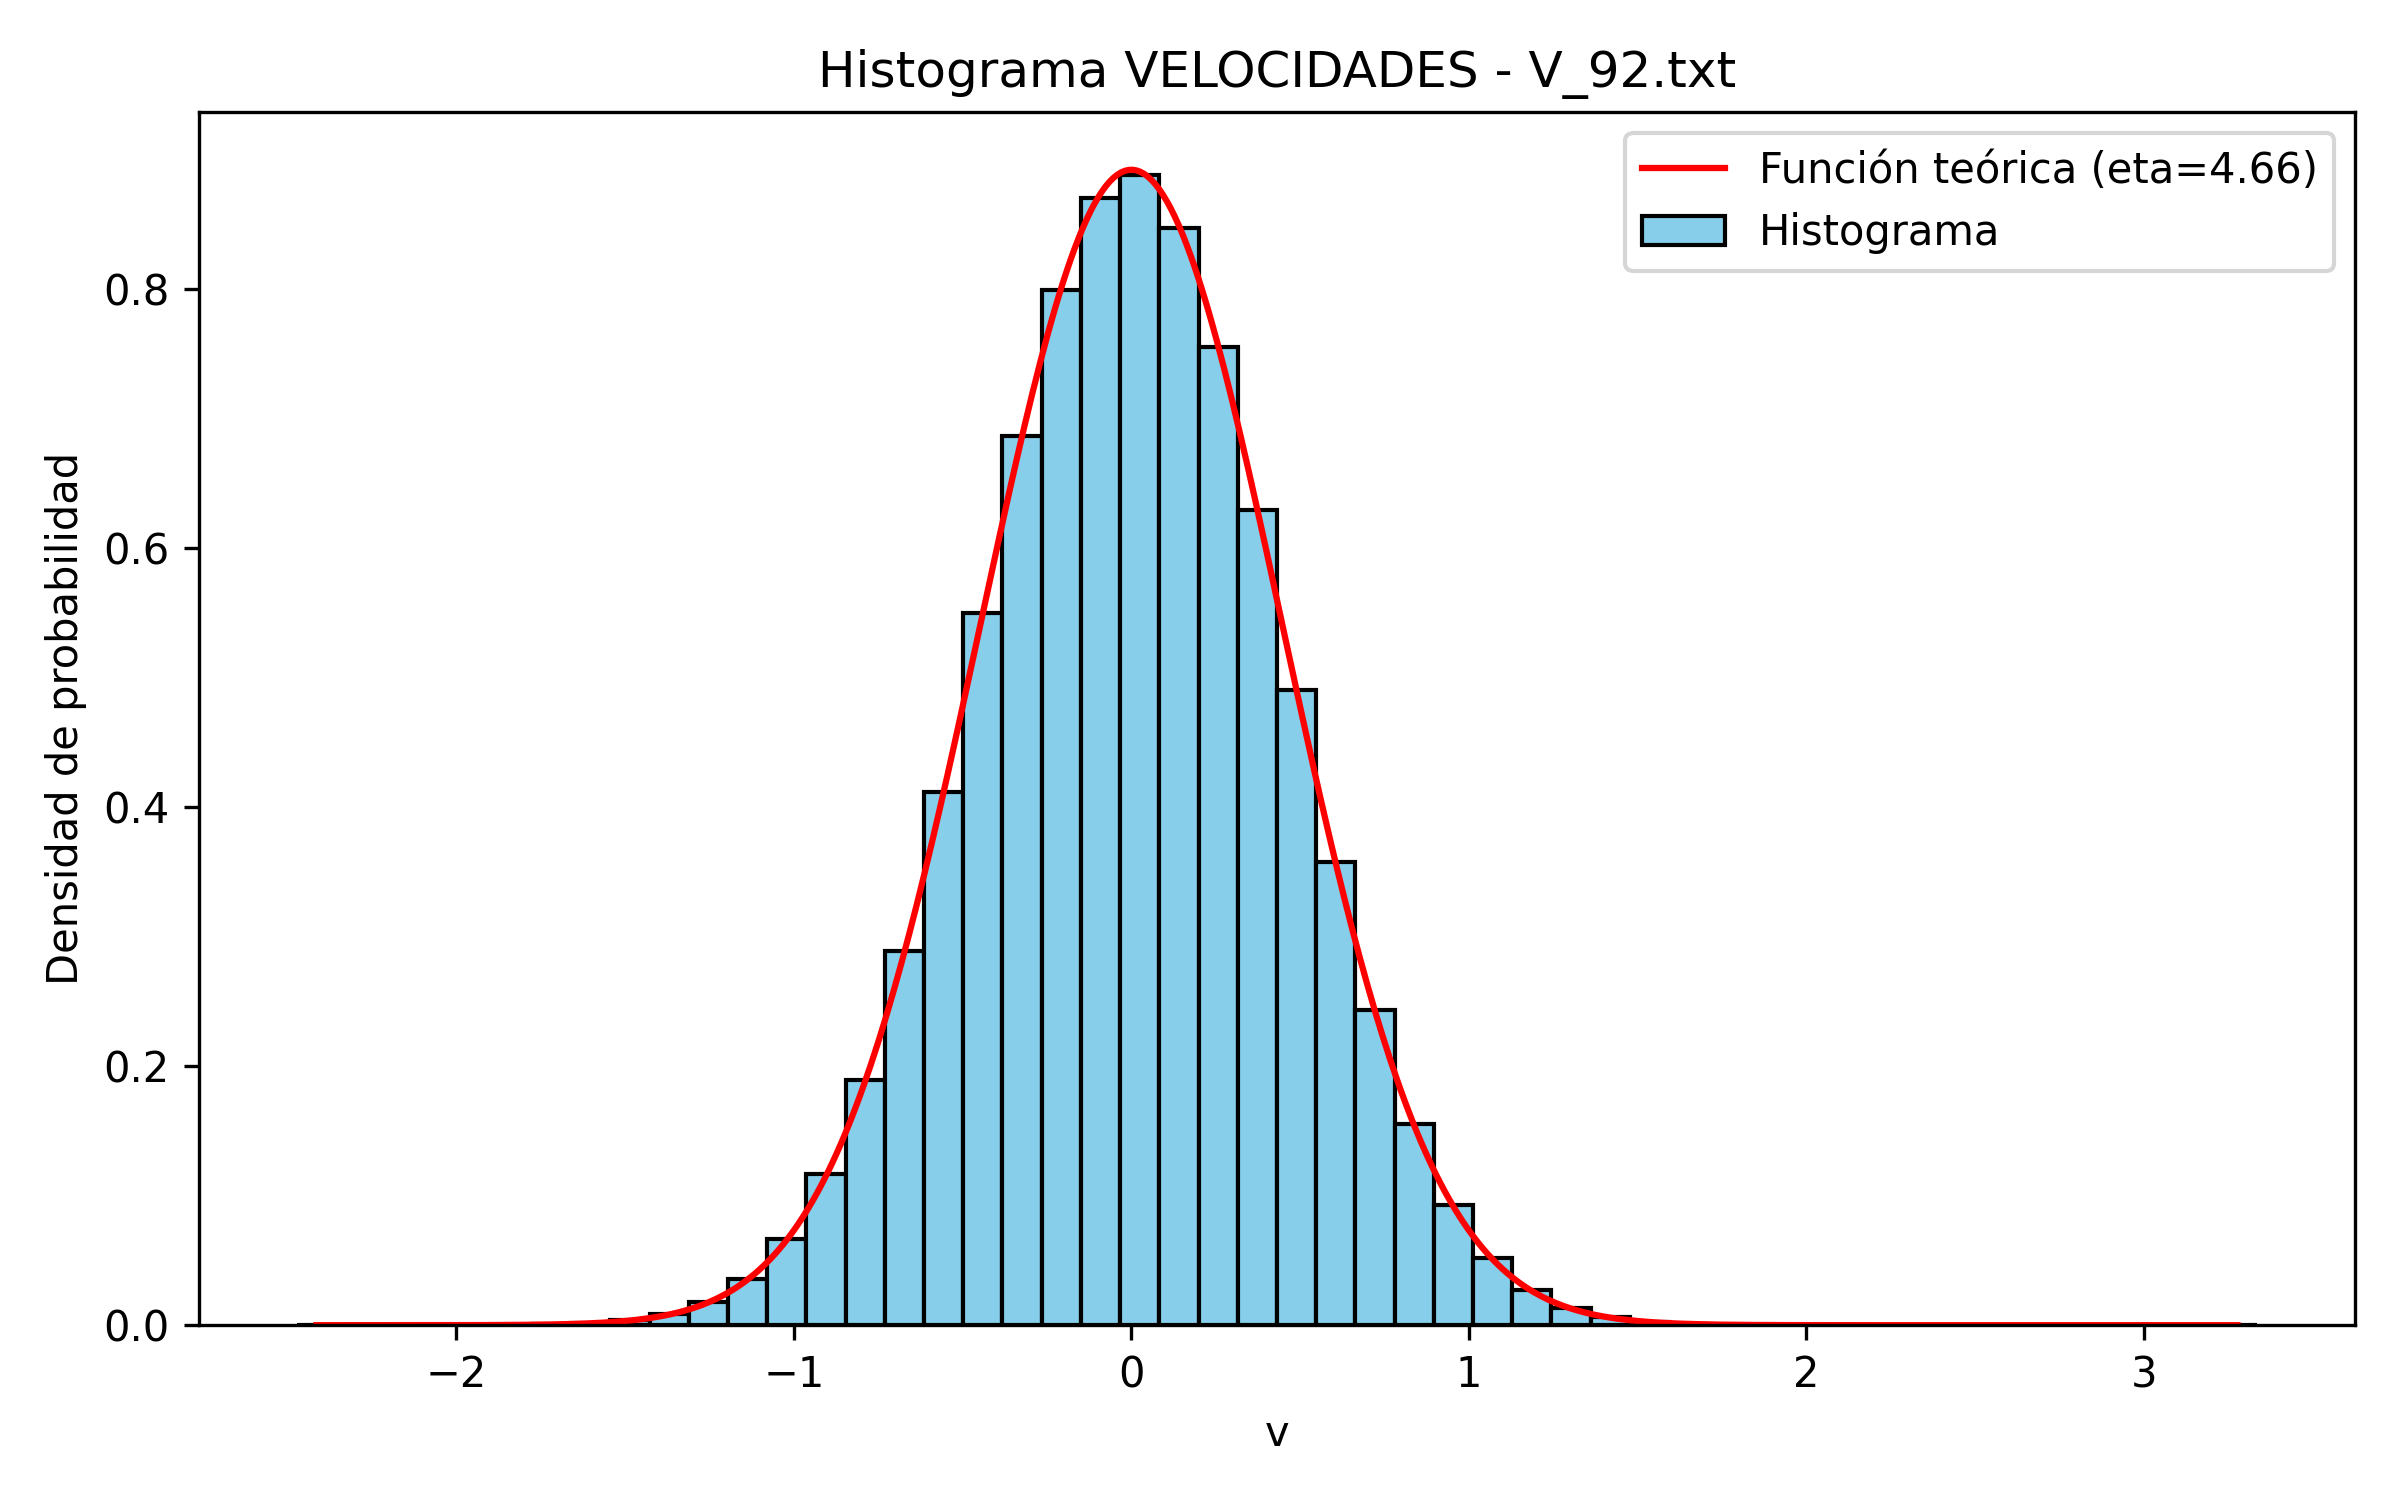 Histograma VELOCIDADES - V_92.txt
Función teórica (eta=4.66)
Histograma
Densidad de probabilidad
0.8
0.6
0.4
0.2
0.0
−2 −1 0 1 2 3
v